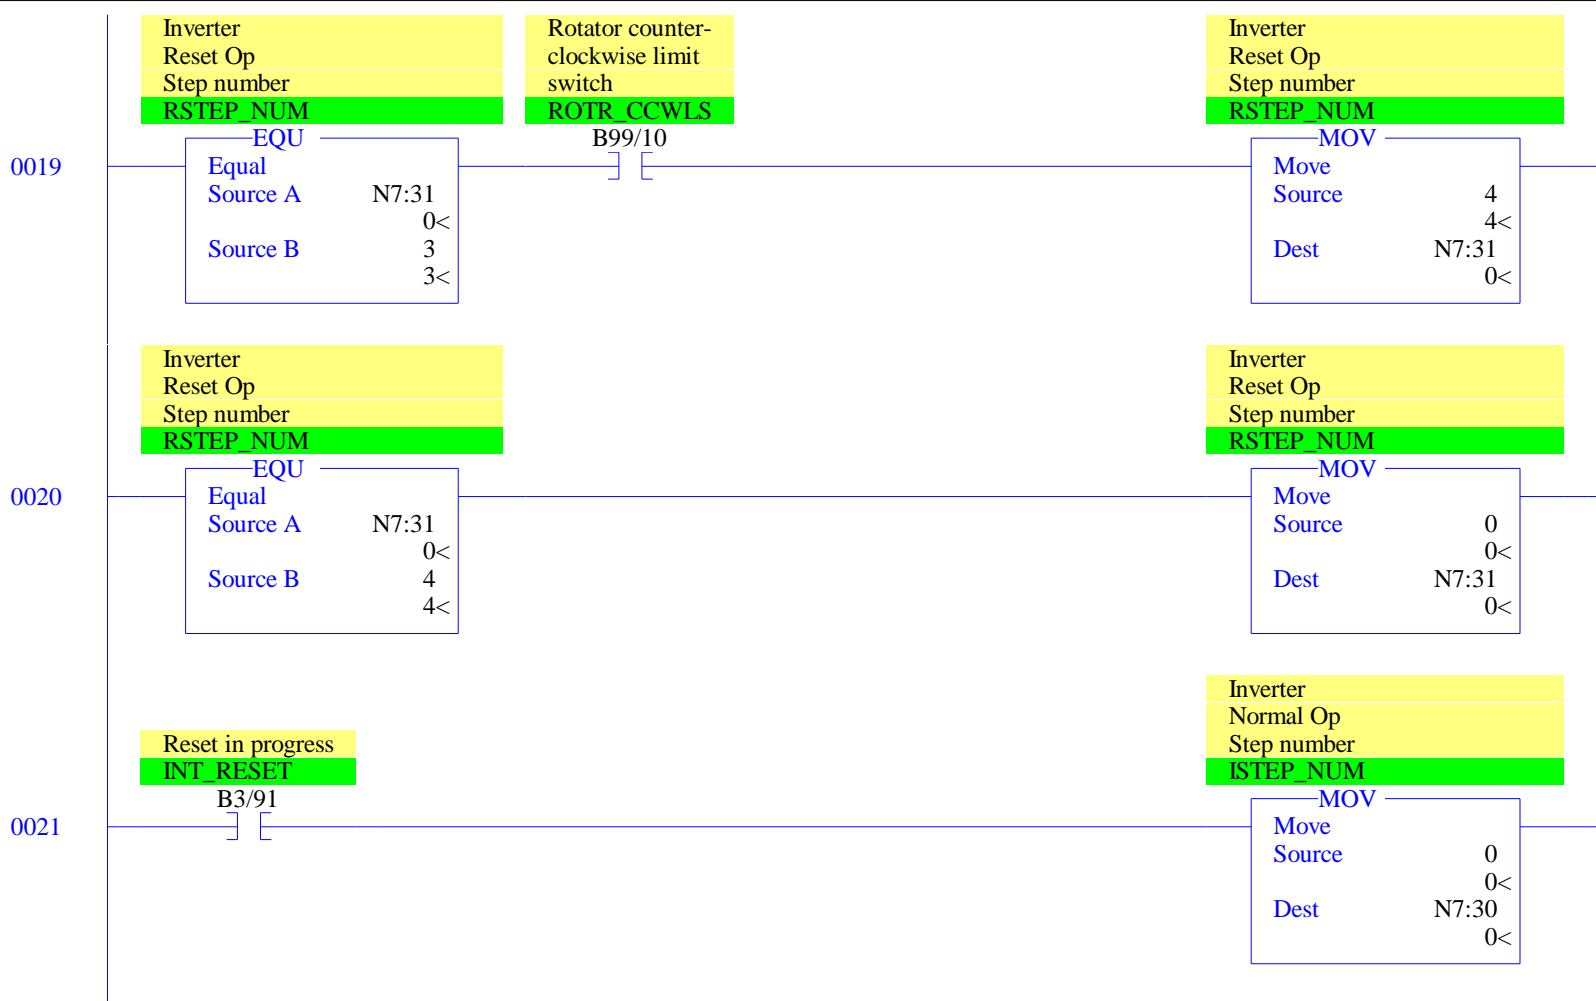 Inverter
Reset Op
Step number
RSTEP_NUM
Rotator counter-
clockwise limit
switch
ROTR_CCWLS
B99/10
Inverter
Reset Op
Step number
RSTEP_NUM
0019
EQU
Equal
Source A N7:31
0<
Source B 3
3<
MOV
Move
Source 4
4<
Dest N7:31
0<
Inverter
Reset Op
Step number
RSTEP_NUM
Inverter
Reset Op
Step number
RSTEP_NUM
0020
EQU
Equal
Source A N7:31
0<
Source B 4
4<
MOV
Move
Source 0
0<
Dest N7:31
0<
Reset in progress
INT_RESET
B3/91
Inverter
Normal Op
Step number
ISTEP_NUM
0021
MOV
Move
Source 0
0<
Dest N7:30
0<